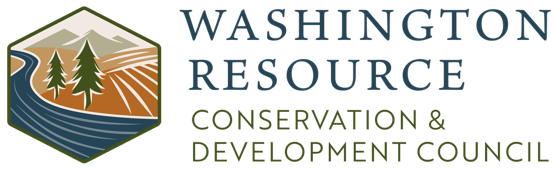 WASHINGTON
RESOURCE
CONSERVATION &
DEVELOPMENT COUNCIL